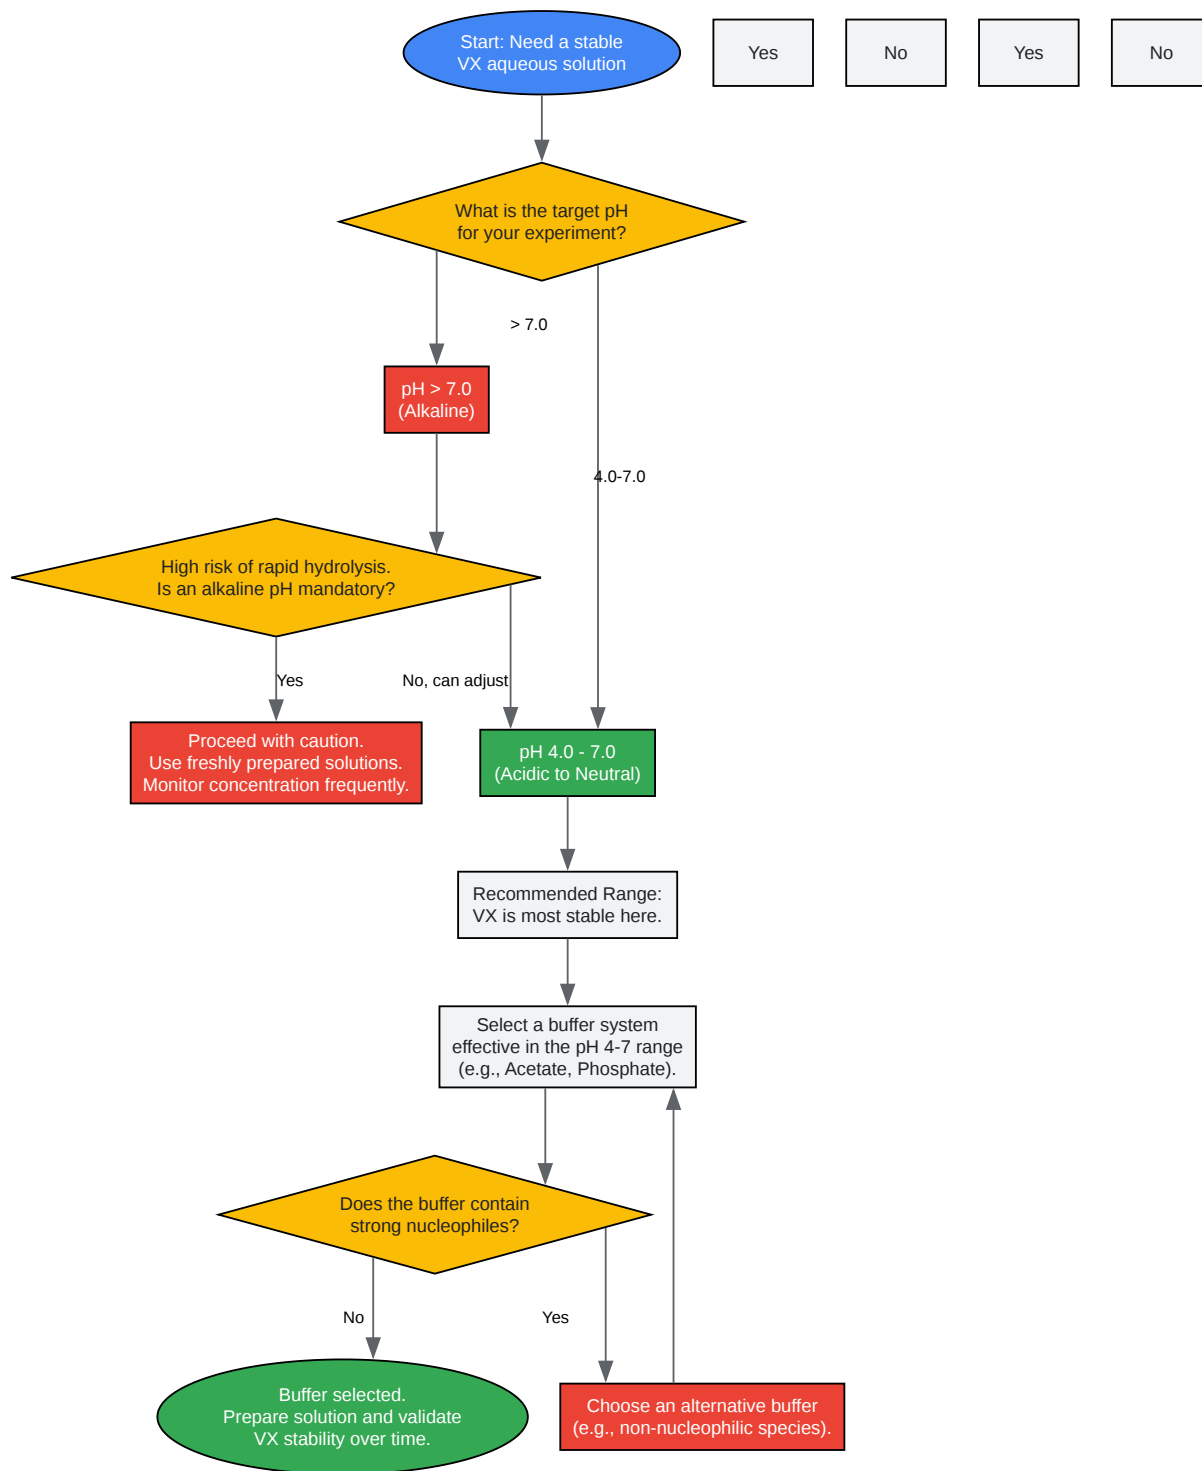 Start: Need a stable
VX aqueous solution
Yes
No
Yes
No
What is the target pH
for your experiment?
> 7.0
pH > 7.0
(Alkaline)
4.0-7.0
High risk of rapid hydrolysis.
Is an alkaline pH mandatory?
Yes
No, can adjust
Proceed with caution.
Use freshly prepared solutions.
Monitor concentration frequently.
pH 4.0 - 7.0
(Acidic to Neutral)
Recommended Range:
VX is most stable here.
Select a buffer system
effective in the pH 4-7 range
(e.g., Acetate, Phosphate).
Does the buffer contain
strong nucleophiles?
No
Yes
Buffer selected.
Prepare solution and validate
VX stability over time.
Choose an alternative buffer
(e.g., non-nucleophilic species).